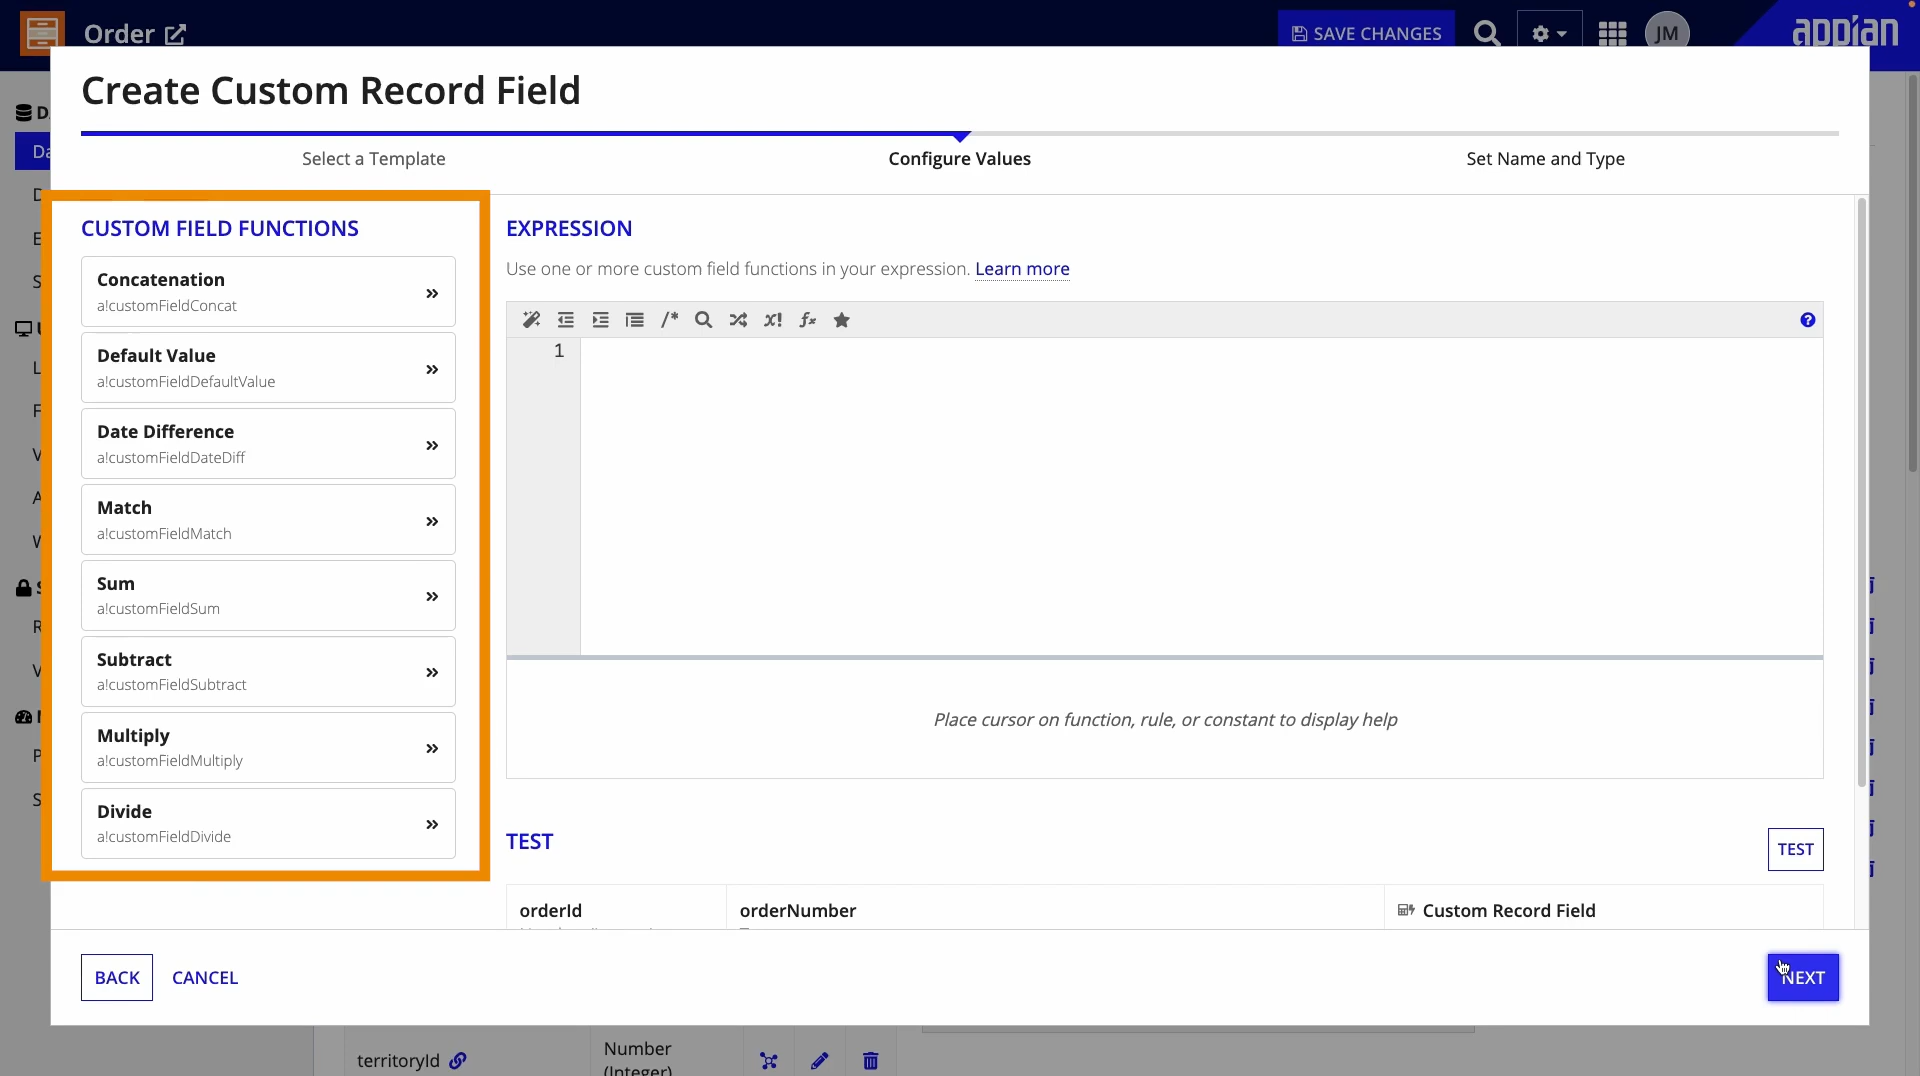 Order
SAVE CHANGES
JM
appian
Create Custom Record Field
Select a Template
Configure Values
Set Name and Type
CUSTOM FIELD FUNCTIONS
Concatenation
a!customFieldConcat
Default Value
a!customFieldDefaultValue
Date Difference
a!customFieldDateDiff
Match
a!customFieldMatch
Sum
a!customFieldSum
Subtract
a!customFieldSubtract
Multiply
a!customFieldMultiply
Divide
a!customFieldDivide
EXPRESSION
Use one or more custom field functions in your expression. Learn more
/*
x!
fx
1
Place cursor on function, rule, or constant to display help
TEST
TEST
orderId
orderNumber
Custom Record Field
BACK
CANCEL
NEXT
territoryId
Number
(Integer)